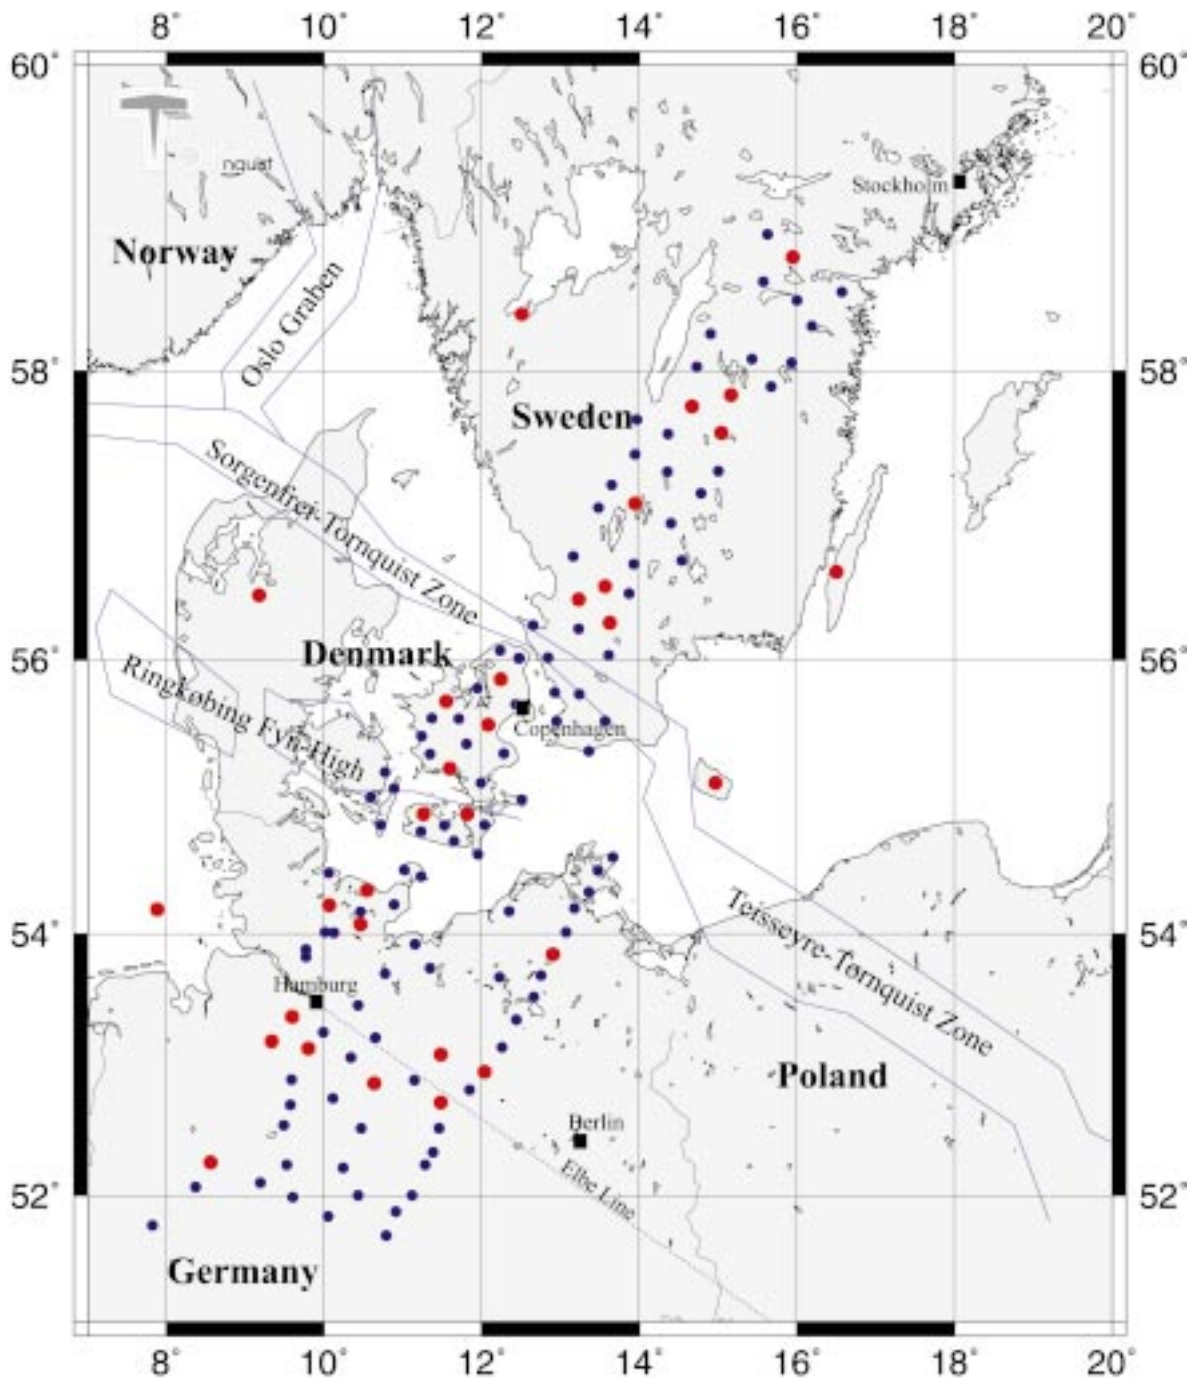 8° 10° 12° 14° 16° 18° 20°
60° 60°
nquist
Stockholm
Norway
Oslo Graben
58° 58°
Sweden
Sorgenfrei-Tornquist Zone
56° 56°
Denmark
Ringkøbing Fyn-High
Copenhagen
Teisseyre-Tørnquist Zone
54° 54°
Hamburg
Poland
Berlin
Elbe Line
52° 52°
Germany
8° 10° 12° 14° 16° 18° 20°